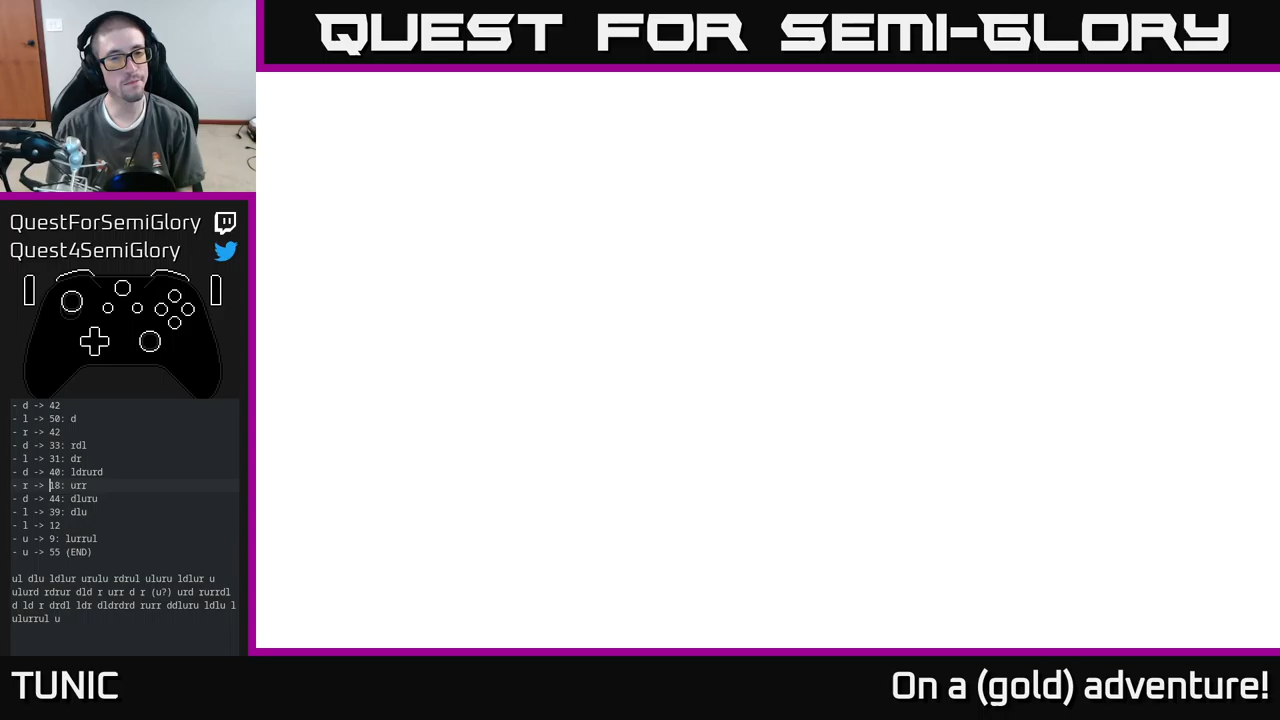 QUEST FOR SEMI-GLORY
QuestForSemiGlory
Quest4SemiGlory
- d -> 42
- l -> 50: d
- r -> 42
- d -> 33: rdl
- l -> 31: dr
- d -> 40: ldrurd
- r -> 18: urr
- d -> 44: dluru
- l -> 39: dlu
- l -> 12
- u -> 9: lurrul
- u -> 55 (END)
ul dlu ldlur urulu rdrul uluru ldlur u
ulurd rdrur dld r urr d r (u?) urd rurrdl
d ld r drdl ldr dldrdrd rurr ddluru ldlu l
ulurrul u
TUNIC
On a (gold) adventure!